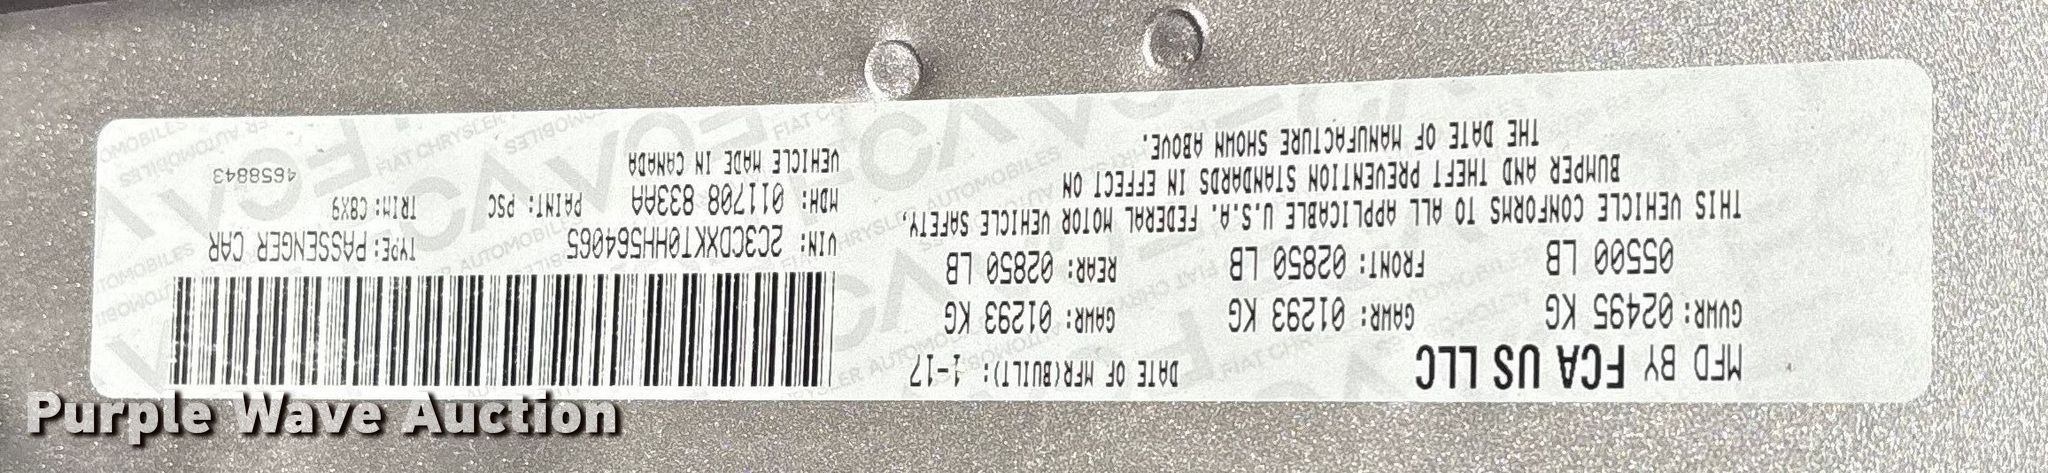 MFD BY FCA US LLC
DATE OF MFR(BUILT): 1-17
GVWR: 02495 KG GAWR: 01293 KG GAWR: 01293 KG
05500 LB FRONT: 02850 LB REAR: 02850 LB
THIS VEHICLE CONFORMS TO ALL APPLICABLE U.S.A. FEDERAL MOTOR VEHICLE SAFETY,
BUMPER AND THEFT PREVENTION STANDARDS IN EFFECT ON
THE DATE OF MANUFACTURE SHOWN ABOVE.
VIN: 2C3CDXKT0HH564065 TYPE: PASSENGER CAR
MDH: 011708 833AA PAINT: PSC TRIM: C8X9
VEHICLE MADE IN CANADA
4658843
Purple Wave Auction